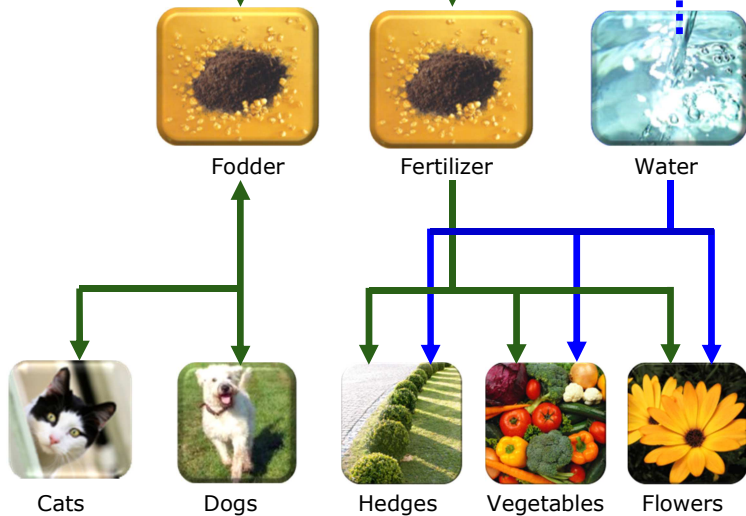 Fodder
Fertilizer
Water
Cats
Dogs
Hedges
Vegetables
Flowers